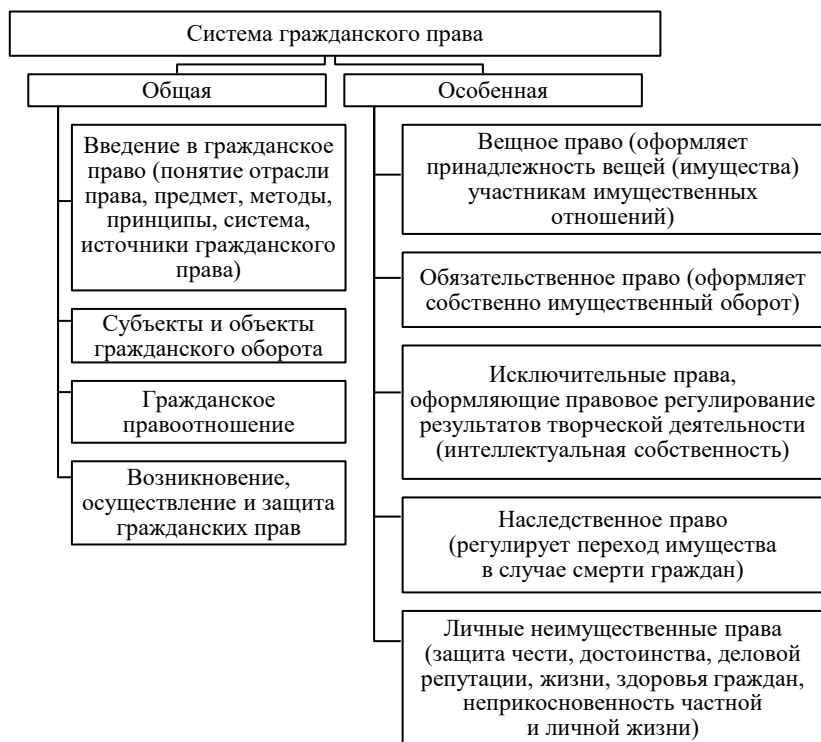 Система гражданского права
Общая
Введение в гражданское
право (понятие отрасли
права, предмет, методы,
принципы, система,
источники гражданского
права)
Субъекты и объекты
гражданского оборота
Гражданское
правоотношение
Возникновение,
осуществление и защита
гражданских прав
Особенная
Вещное право (оформляет
принадлежность вещей (имущества)
участникам имущественных
отношений)
Обязательственное право (оформляет
собственно имущественный оборот)
Исключительные права,
оформляющие правовое регулирование
результатов творческой деятельности
(интеллектуальная собственность)
Наследственное право
(регулирует переход имущества
в случае смерти граждан)
Личные неимущественные права
(защита чести, достоинства, деловой
репутации, жизни, здоровья граждан,
неприкосновенность частной
и личной жизни)